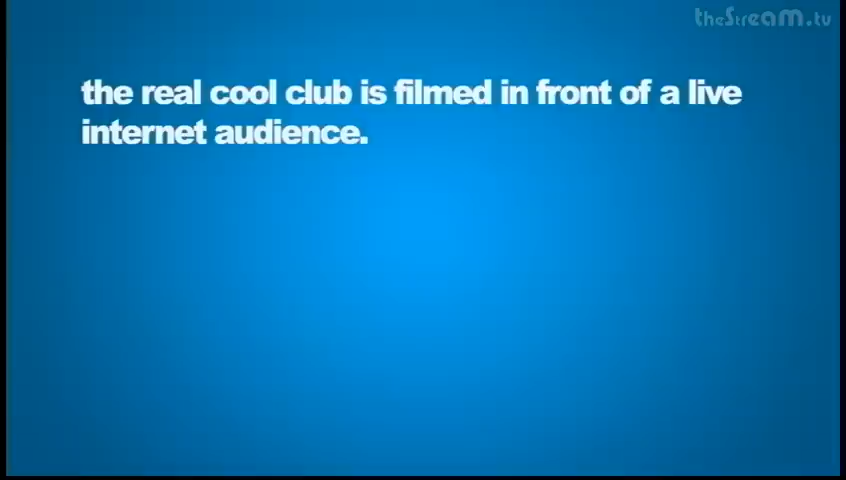 theStream.tv
the real cool club is filmed in front of a live
internet audience.